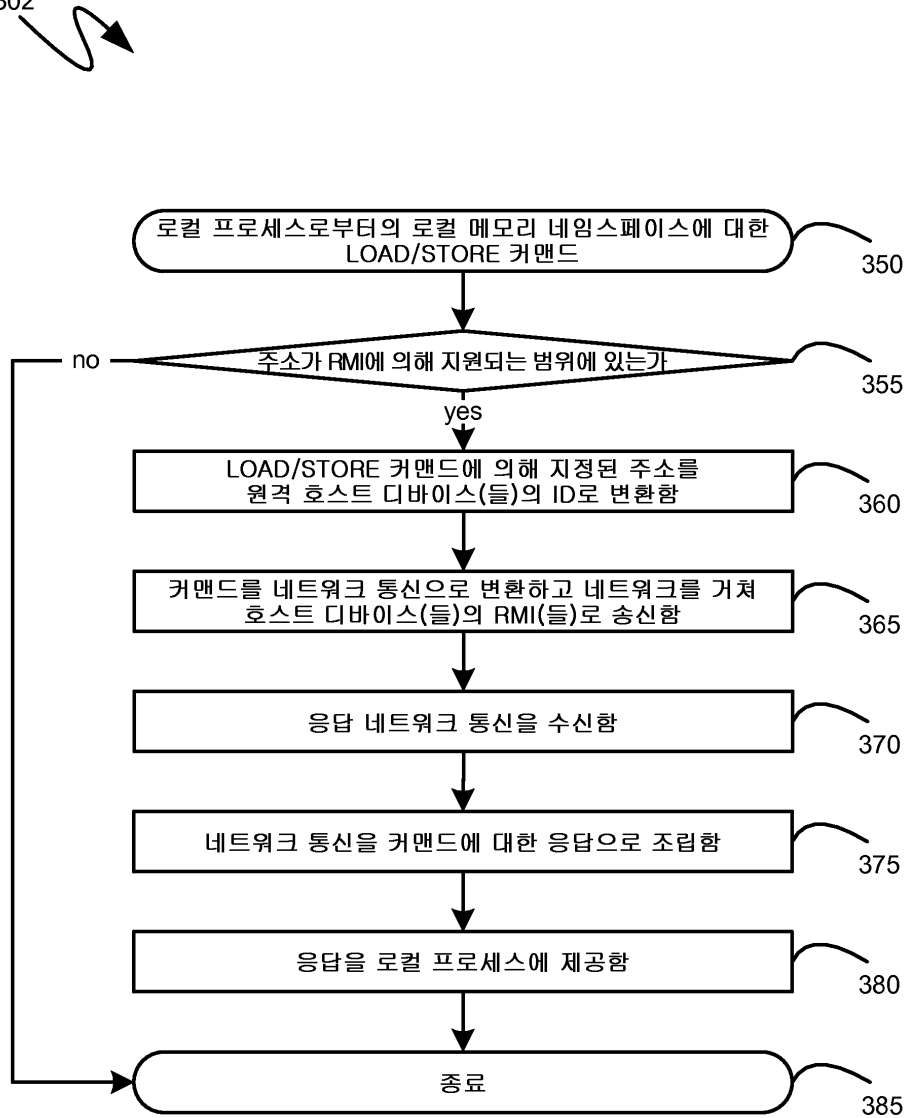 로컬 프로세스로부터의 로컬 메모리 네임스페이스에 대한
LOAD/STORE 커맨드
350
주소가 RMI에 의해 지원되는 범위에 있는가
no
355
yes
LOAD/STORE 커맨드에 의해 지정된 주소를
원격 호스트 디바이스(들)의 ID로 변환함
360
커맨드를 네트워크 통신으로 변환하고 네트워크를 거쳐
호스트 디바이스(들)의 RMI(들)로 송신함
365
응답 네트워크 통신을 수신함
370
네트워크 통신을 커맨드에 대한 응답으로 조립함
375
응답을 로컬 프로세스에 제공함
380
종료
385